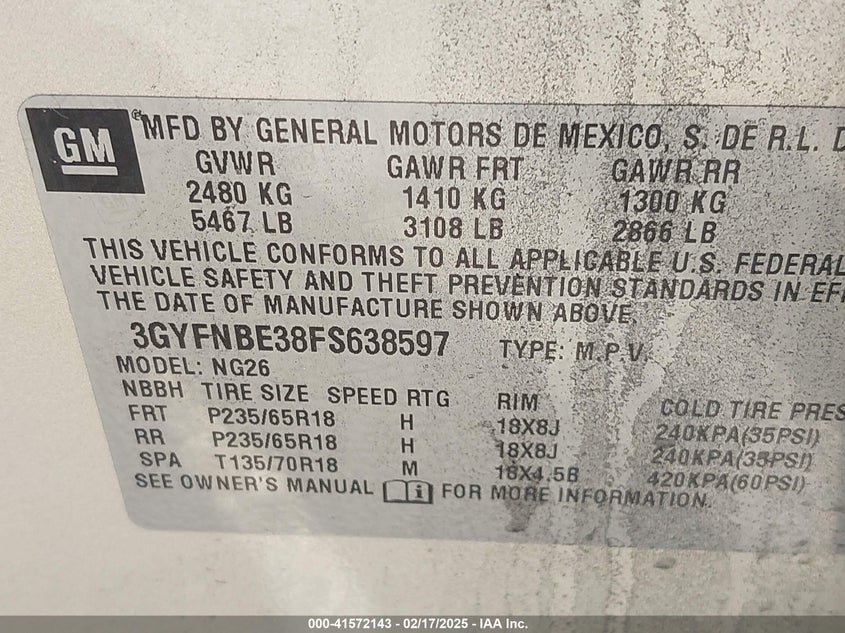 GM
®MFD BY GENERAL MOTORS DE MEXICO, S. DE R.L. D
GVWR GAWR FRT GAWR RR
2480 KG 1410 KG 1300 KG
5467 LB 3108 LB 2866 LB
THIS VEHICLE CONFORMS TO ALL APPLICABLE U.S. FEDERAL
VEHICLE SAFETY AND THEFT PREVENTION STANDARDS IN EFF
THE DATE OF MANUFACTURE SHOWN ABOVE.
3GYFNBE38FS638597 TYPE: M.P.V.
MODEL: NG26
NBBH TIRE SIZE SPEED RTG RIM COLD TIRE PRES
FRT P235/65R18 H 18X8J 240KPA(35PSI)
RR P235/65R18 H 18X8J 240KPA(35PSI)
SPA T135/70R18 M 18X4.5B 420KPA(60PSI)
SEE OWNER'S MANUAL FOR MORE INFORMATION.
000-41572143 - 02/17/2025 - IAA Inc.